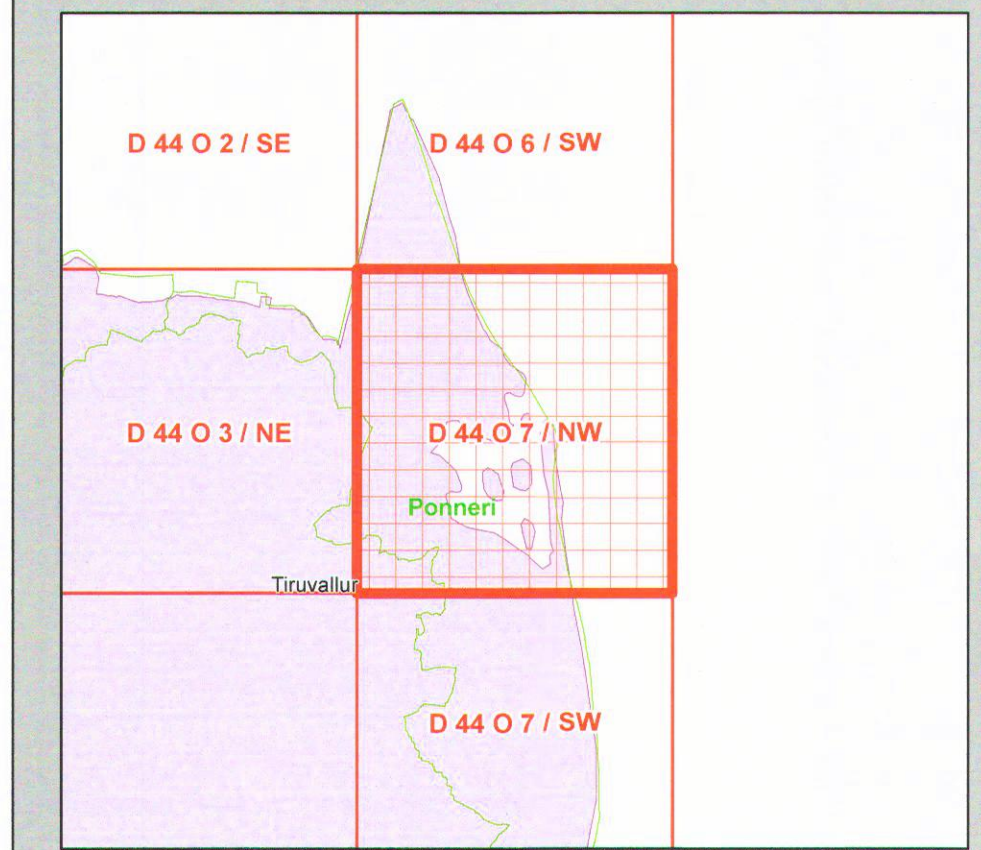 D 44 O 2 / SE
D 44 O 6 / SW
D 44 O 3 / NE
D 44 O 7 / NW
Ponneri
Tiruvallur
D 44 O 7 / SW